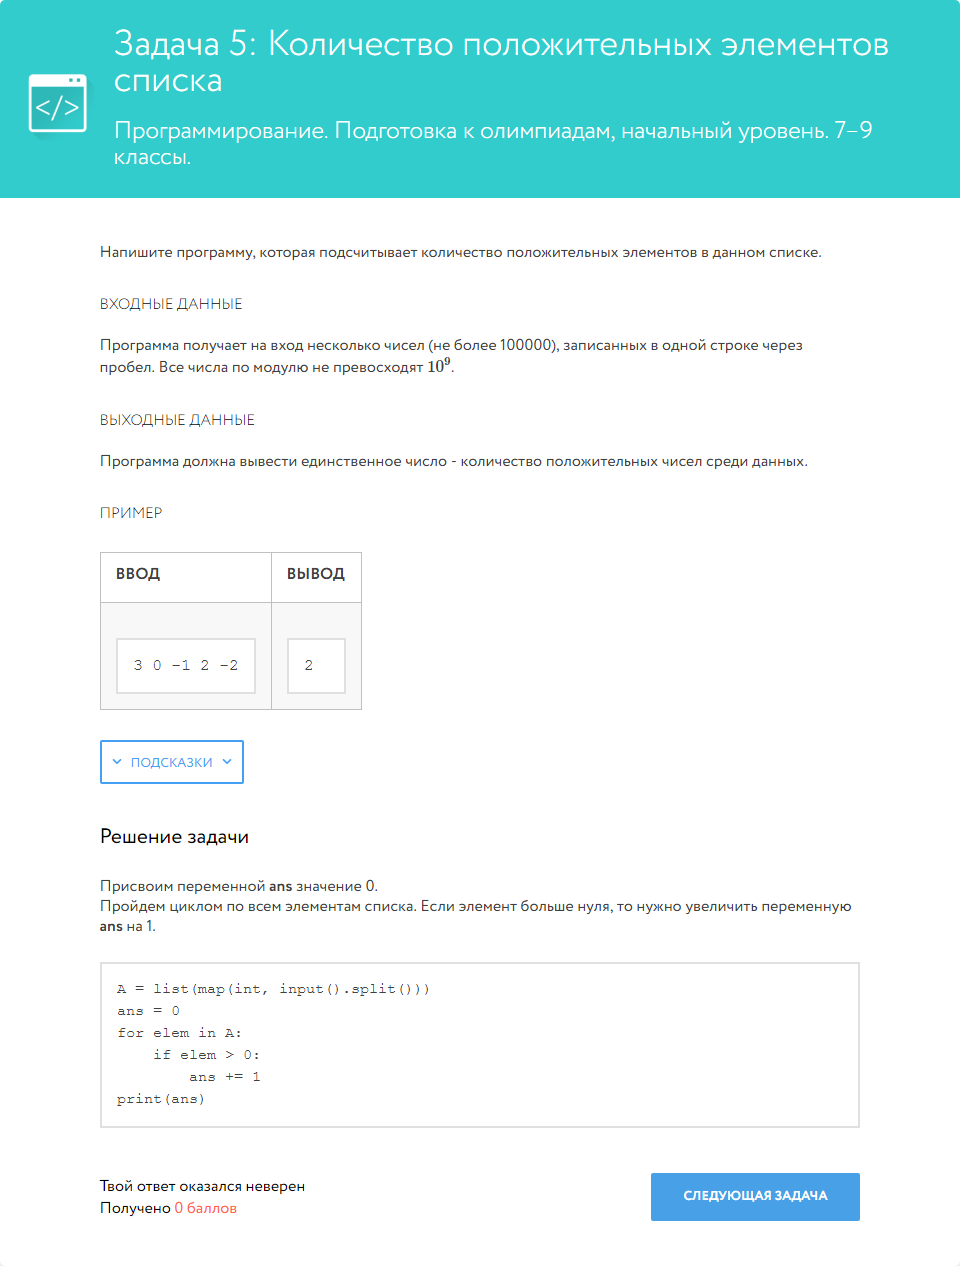 Задача 5: Количество положительных элементов
списка
</>
Программирование. Подготовка к олимпиадам, начальный уровень. 7–9
классы.
Напишите программу, которая подсчитывает количество положительных элементов в данном списке.
ВХОДНЫЕ ДАННЫЕ
Программа получает на вход несколько чисел (не более 100000), записанных в одной строке через
пробел. Все числа по модулю не превосходят 10⁹.
ВЫХОДНЫЕ ДАННЫЕ
Программа должна вывести единственное число - количество положительных чисел среди данных.
ПРИМЕР
ВВОД ВЫВОД
3 0 -1 2 -2 2
ПОДСКАЗКИ
Решение задачи
Присвоим переменной ans значение 0.
Пройдем циклом по всем элементам списка. Если элемент больше нуля, то нужно увеличить переменную
ans на 1.
A = list(map(int, input().split()))
ans = 0
for elem in A:
    if elem > 0:
        ans += 1
print(ans)
Твой ответ оказался неверен
Получено 0 баллов
СЛЕДУЮЩАЯ ЗАДАЧА